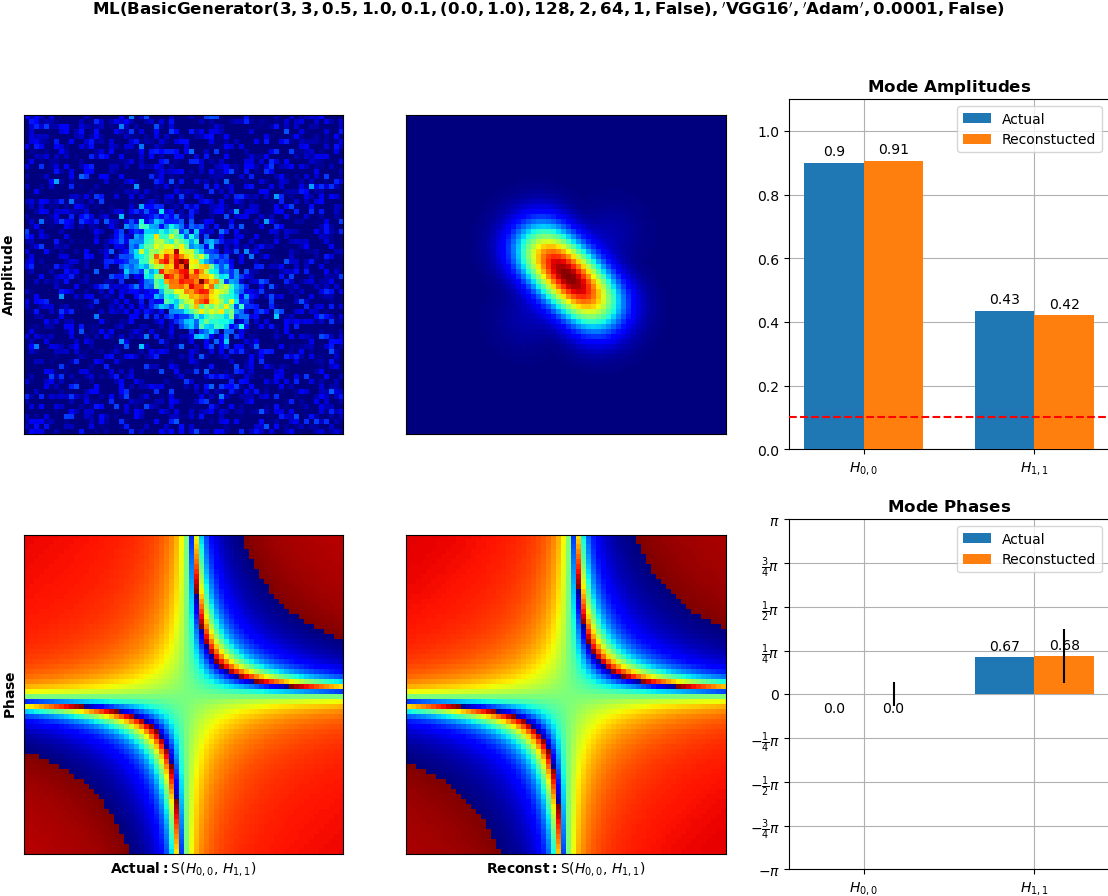 ML(BasicGenerator(3, 3, 0.5, 1.0, 0.1, (0.0, 1.0), 128, 2, 64, 1, False), ′VGG16′, ′Adam′, 0.0001, False)
Amplitude
Mode Amplitudes
Actual
Reconstucted
1.0
0.8
0.6
0.4
0.2
0.0
0.9
0.91
0.43
0.42
H0, 0
H1, 1
Phase
Actual: S(H0, 0, H1, 1)
Reconst: S(H0, 0, H1, 1)
Mode Phases
Actual
Reconstucted
π
3/4π
1/2π
1/4π
0
−1/4π
−1/2π
−3/4π
−π
0.0
0.0
0.67
0.68
H0, 0
H1, 1